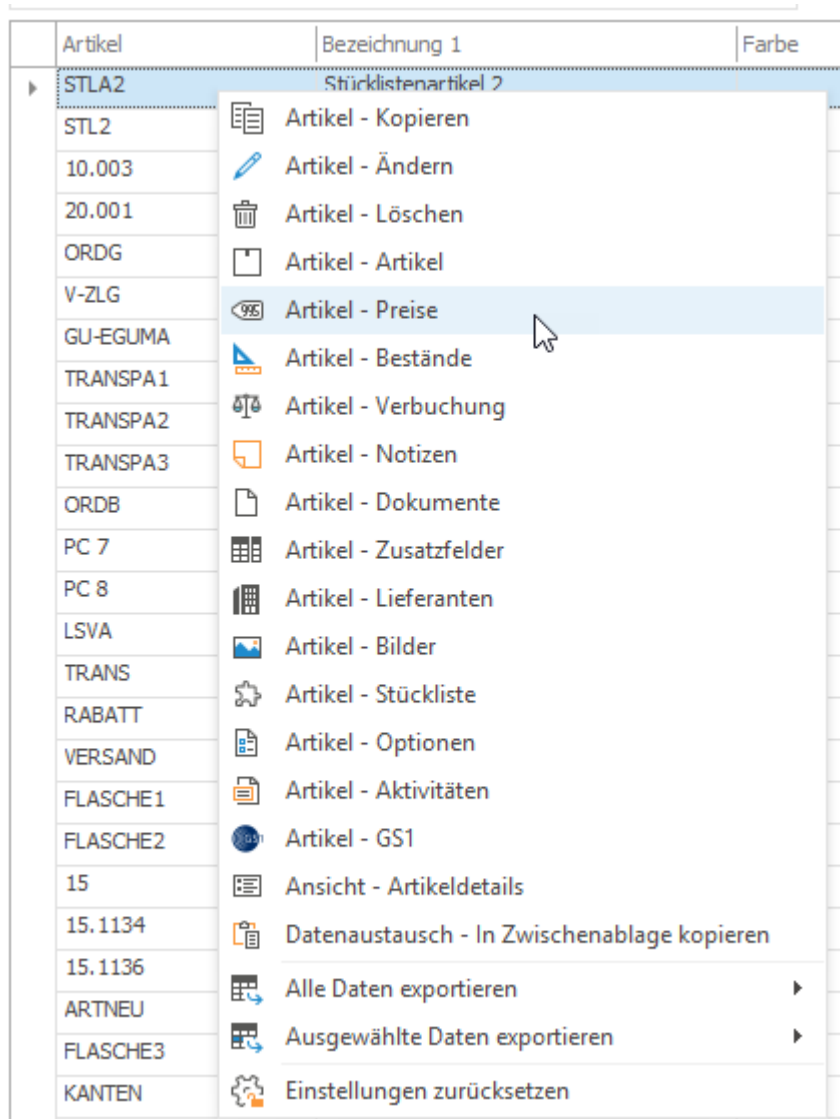 Artikel Bezeichnung 1 Farbe
STLA2 Stücklistenartikel 2
STL2
10.003
20.001
ORDG
V-ZLG
GU-EGUMA
TRANSPA1
TRANSPA2
TRANSPA3
ORDB
PC 7
PC 8
LSVA
TRANS
RABATT
VERSAND
FLASCHE1
FLASCHE2
15
15.1134
15.1136
ARTNEU
FLASCHE3
KANTEN
Artikel - Kopieren
Artikel - Ändern
Artikel - Löschen
Artikel - Artikel
995 Artikel - Preise
Artikel - Bestände
Artikel - Verbuchung
Artikel - Notizen
Artikel - Dokumente
Artikel - Zusatzfelder
Artikel - Lieferanten
Artikel - Bilder
Artikel - Stückliste
Artikel - Optionen
Artikel - Aktivitäten
GS1 Artikel - GS1
Ansicht - Artikeldetails
Datenaustausch - In Zwischenablage kopieren
Alle Daten exportieren
Ausgewählte Daten exportieren
Einstellungen zurücksetzen